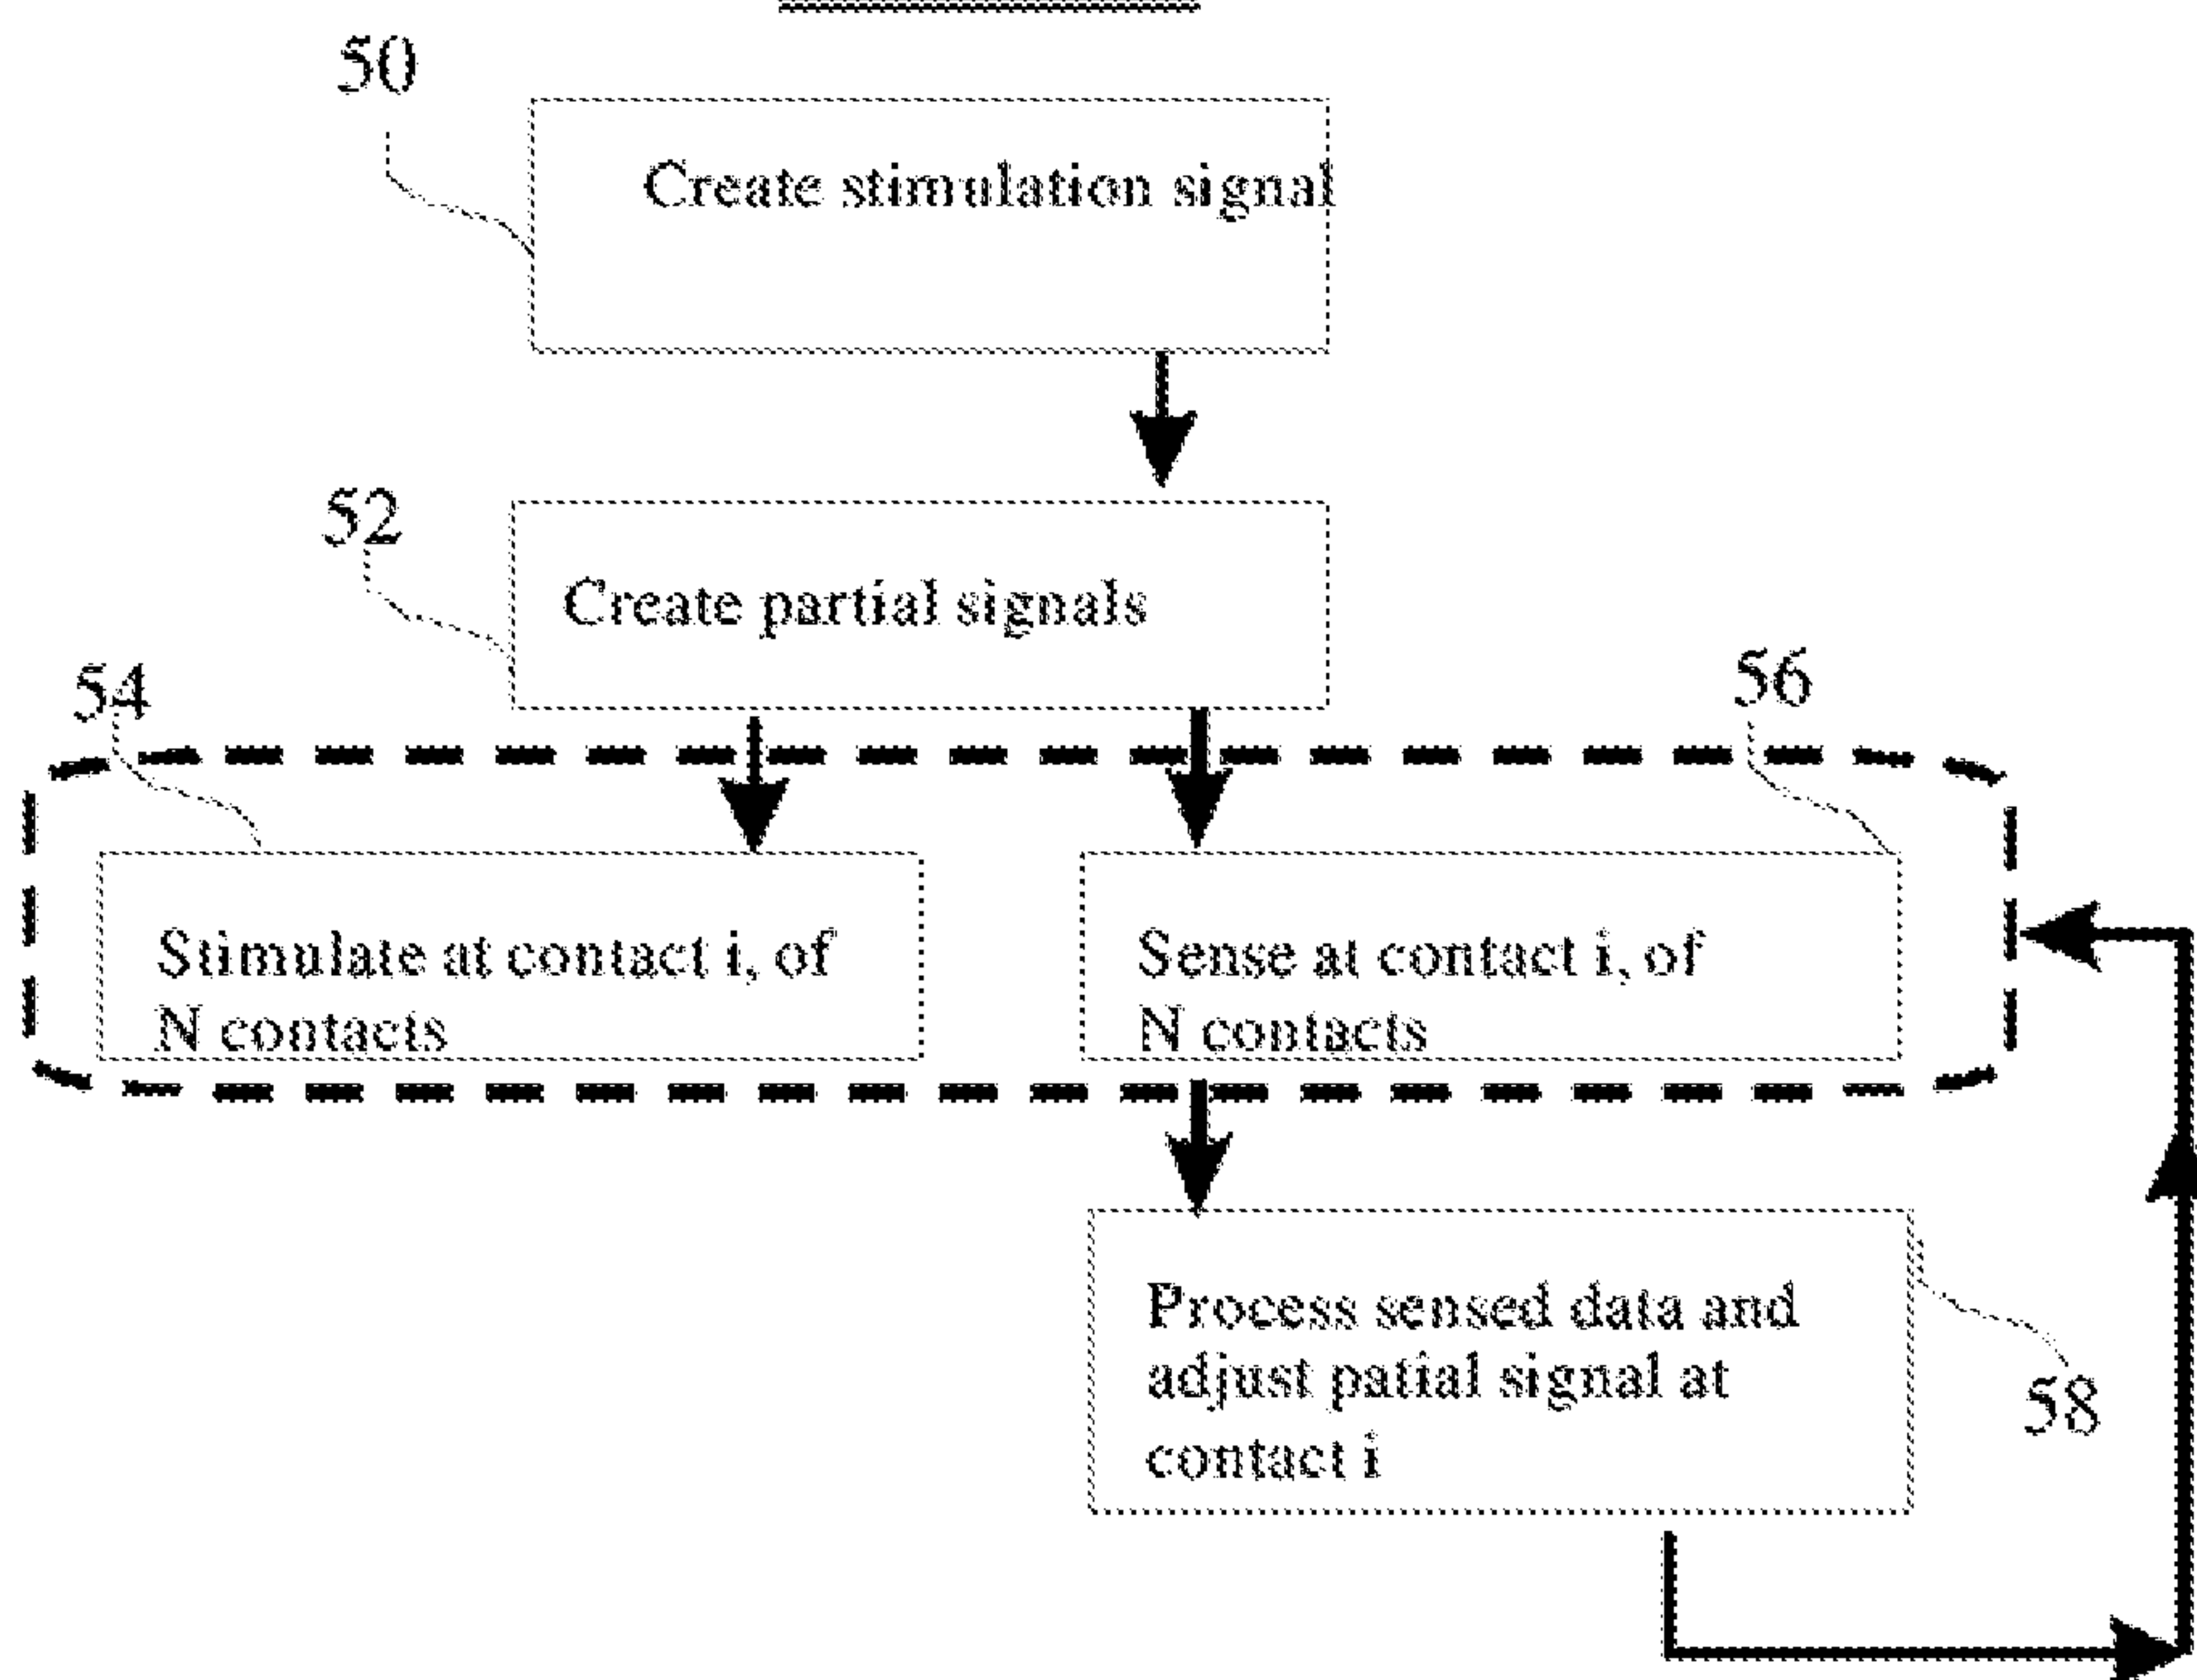 50
Create stimulation signal
52
Create partial signals
54
56
Stimulate at contact i, of
N contacts
Sense at contact i, of
N contacts
Process sensed data and
adjust patial signal at
contact i
58